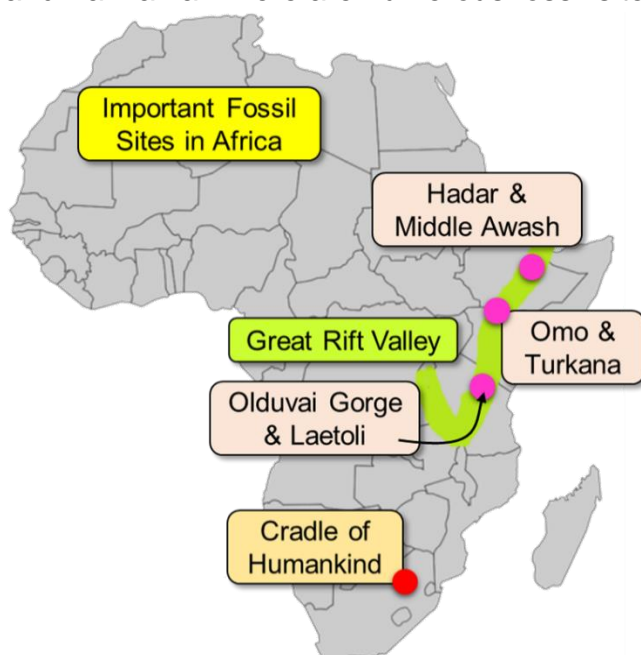 Important Fossil
Sites in Africa
Hadar &
Middle Awash
Great Rift Valley
Omo &
Turkana
Olduvai Gorge
& Laetoli
Cradle of
Humankind